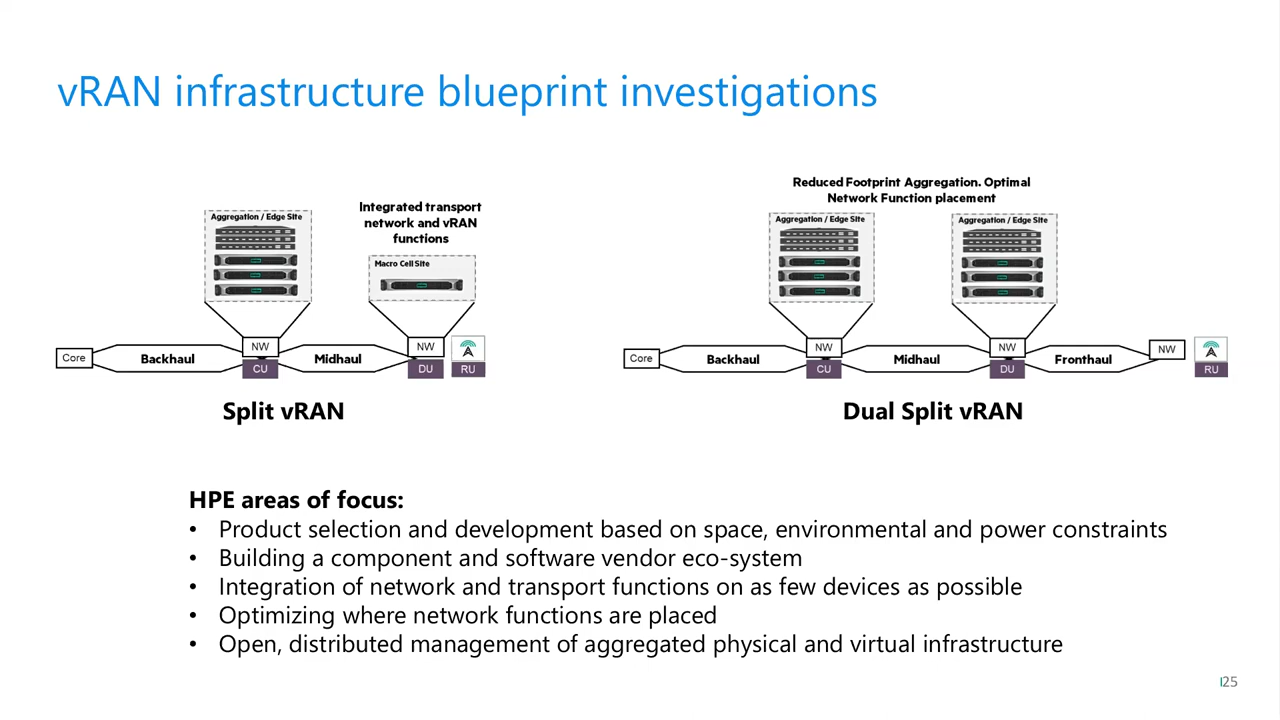 vRAN infrastructure blueprint investigations
Aggregation / Edge Site
Integrated transport
network and vRAN
functions
Macro Cell Site
Core
Backhaul
NW
CU
Midhaul
NW
DU
RU
Split vRAN
Reduced Footprint Aggregation. Optimal
Network Function placement
Aggregation / Edge Site
Aggregation / Edge Site
Core
Backhaul
NW
CU
Midhaul
NW
DU
Fronthaul
NW
RU
Dual Split vRAN
HPE areas of focus:
• Product selection and development based on space, environmental and power constraints
• Building a component and software vendor eco-system
• Integration of network and transport functions on as few devices as possible
• Optimizing where network functions are placed
• Open, distributed management of aggregated physical and virtual infrastructure
25